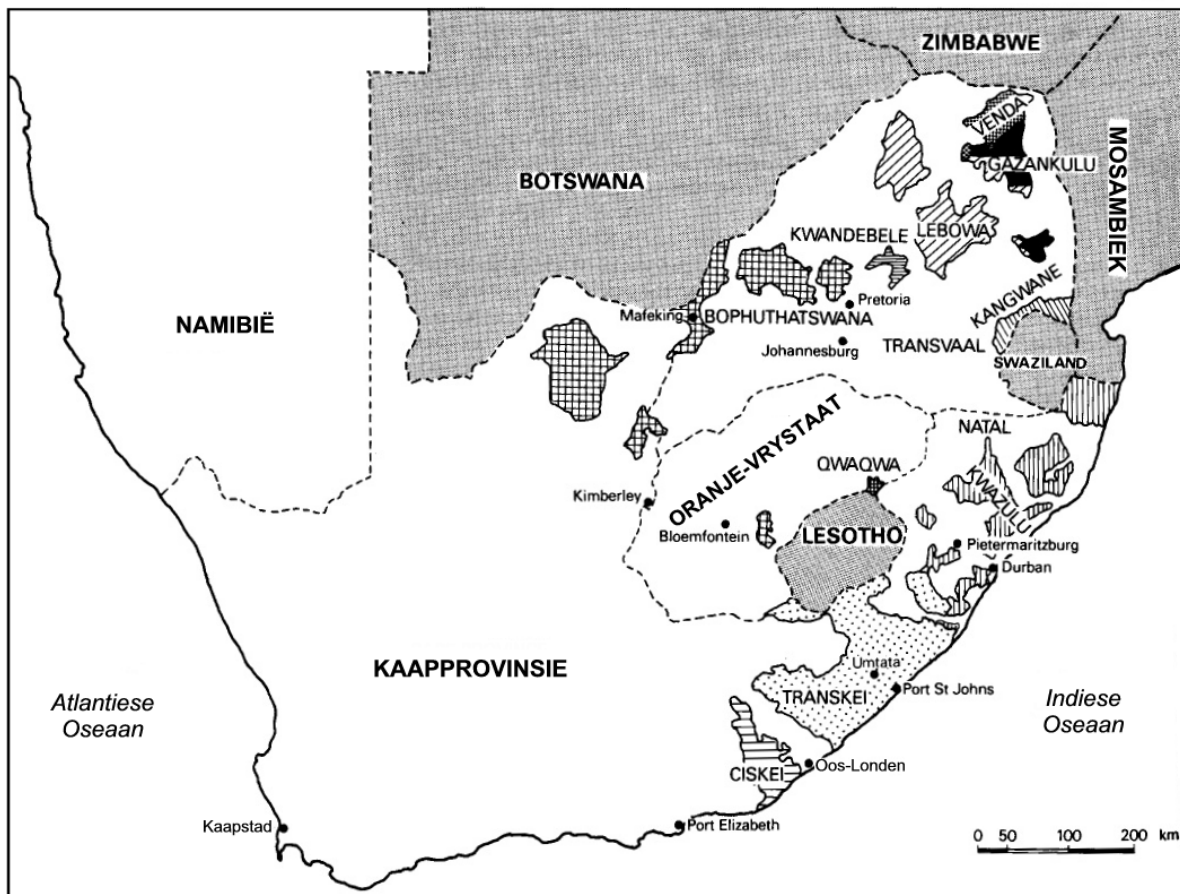 ZIMBABWE
VENDA
MOSAMBIEK
GAZANKULU
BOTSWANA
KWANDEBELE
LEBOWA
KANGWANE
Pretoria
NAMIBIË
Mafeking
BOPHUTHATSWANA
Johannesburg
TRANSVAAL
SWAZILAND
NATAL
ORANJE-VRYSTAAT
QWAQWA
KWAZULU
Kimberley
Bloemfontein
LESOTHO
Pietermaritzburg
Durban
KAAPPROVINSIE
Umtata
TRANSKEI
Port St Johns
Atlantiese
Oseaan
Indiese
Oseaan
CISKEI
Oos-Londen
Kaapstad
Port Elizabeth
0 50 100 200 km